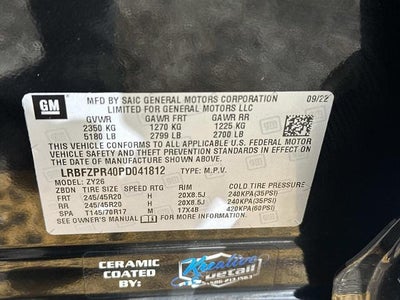 GM
MFD BY SAIC GENERAL MOTORS CORPORATION
09/22
LIMITED FOR GENERAL MOTORS LLC
GVWR GAWR FRT GAWR RR
2350 KG 1270 KG 1225 KG
5180 LB 2799 LB 2700 LB
THIS VEHICLE CONFORMS TO ALL APPLICABLE U.S. FEDERAL MOTOR
VEHICLE SAFETY AND THEFT PREVENTION STANDARDS IN EFFECT ON
THE DATE OF MANUFACTURE SHOWN ABOVE.
LRBFZPR40PD041812 TYPE: M.P.V.
MODEL: ZY26
ZBDN TIRE SIZE SPEED RTG RIM COLD TIRE PRESSURE
FRT 245/45R20 H 20X8.5J 240KPA(35PSI)
RR 245/45R20 H 20X8.5J 240KPA(35PSI)
SPA T145/70R17 M 17X4B 420KPA(60PSI)
SEE OWNER'S MANUAL
CERAMIC
COATED BY:
Kreative
Detail